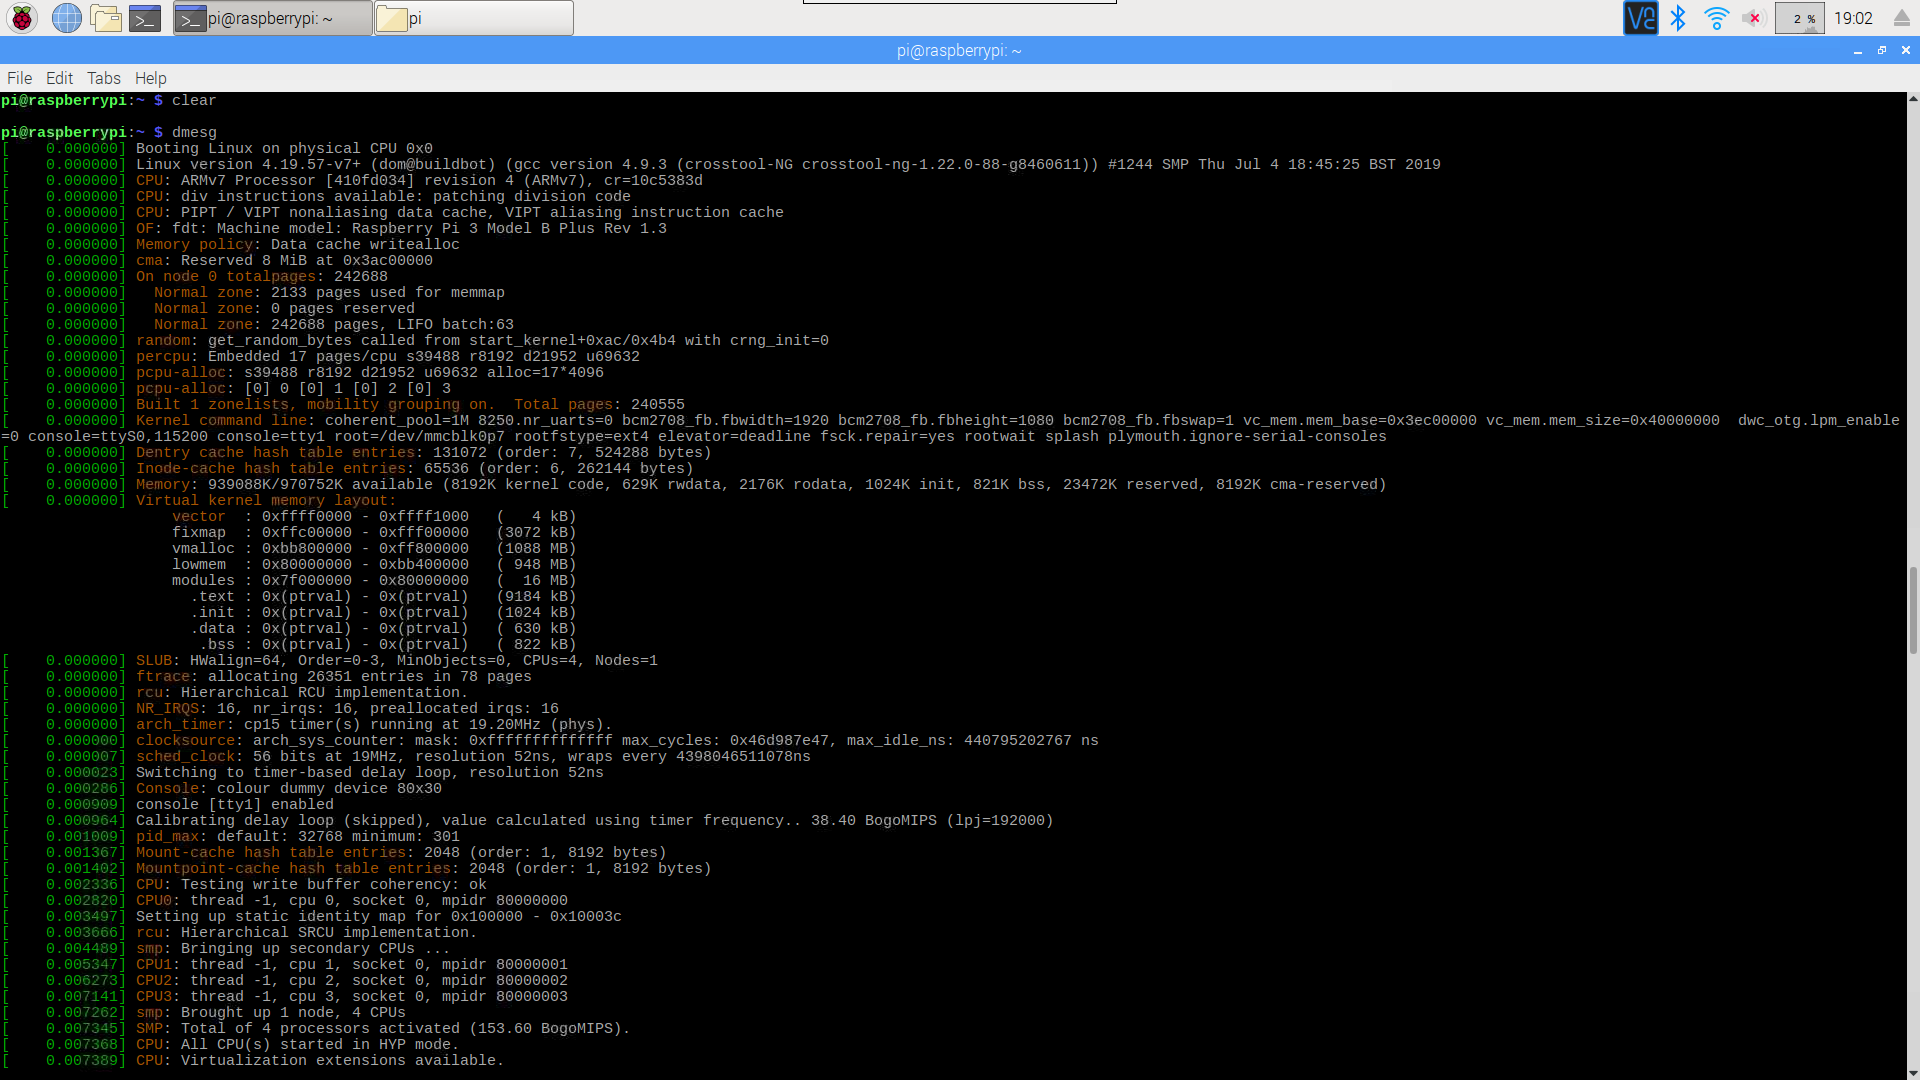 pi@raspberrypi: ~ pi 2 % 19:02
pi@raspberrypi: ~
File Edit Tabs Help
pi@raspberrypi:~ $ clear
pi@raspberrypi:~ $ dmesg
[    0.000000] Booting Linux on physical CPU 0x0
[    0.000000] Linux version 4.19.57-v7+ (dom@buildbot) (gcc version 4.9.3 (crosstool-NG crosstool-ng-1.22.0-88-g8460611)) #1244 SMP Thu Jul 4 18:45:25 BST 2019
[    0.000000] CPU: ARMv7 Processor [410fd034] revision 4 (ARMv7), cr=10c5383d
[    0.000000] CPU: div instructions available: patching division code
[    0.000000] CPU: PIPT / VIPT nonaliasing data cache, VIPT aliasing instruction cache
[    0.000000] OF: fdt: Machine model: Raspberry Pi 3 Model B Plus Rev 1.3
[    0.000000] Memory policy: Data cache writealloc
[    0.000000] cma: Reserved 8 MiB at 0x3ac00000
[    0.000000] On node 0 totalpages: 242688
[    0.000000]   Normal zone: 2133 pages used for memmap
[    0.000000]   Normal zone: 0 pages reserved
[    0.000000]   Normal zone: 242688 pages, LIFO batch:63
[    0.000000] random: get_random_bytes called from start_kernel+0xac/0x4b4 with crng_init=0
[    0.000000] percpu: Embedded 17 pages/cpu s39488 r8192 d21952 u69632
[    0.000000] pcpu-alloc: s39488 r8192 d21952 u69632 alloc=17*4096
[    0.000000] pcpu-alloc: [0] 0 [0] 1 [0] 2 [0] 3
[    0.000000] Built 1 zonelists, mobility grouping on.  Total pages: 240555
[    0.000000] Kernel command line: coherent_pool=1M 8250.nr_uarts=0 bcm2708_fb.fbwidth=1920 bcm2708_fb.fbheight=1080 bcm2708_fb.fbswap=1 vc_mem.mem_base=0x3ec00000 vc_mem.mem_size=0x40000000  dwc_otg.lpm_enable
=0 console=ttyS0,115200 console=tty1 root=/dev/mmcblk0p7 rootfstype=ext4 elevator=deadline fsck.repair=yes rootwait splash plymouth.ignore-serial-consoles
[    0.000000] Dentry cache hash table entries: 131072 (order: 7, 524288 bytes)
[    0.000000] Inode-cache hash table entries: 65536 (order: 6, 262144 bytes)
[    0.000000] Memory: 939088K/970752K available (8192K kernel code, 629K rwdata, 2176K rodata, 1024K init, 821K bss, 23472K reserved, 8192K cma-reserved)
[    0.000000] Virtual kernel memory layout:
vector  : 0xffff0000 - 0xffff1000   (   4 kB)
fixmap  : 0xffc00000 - 0xfff00000   (3072 kB)
vmalloc : 0xbb800000 - 0xff800000   (1088 MB)
lowmem  : 0x80000000 - 0xbb400000   ( 948 MB)
modules : 0x7f000000 - 0x80000000   (  16 MB)
.text : 0x(ptrval) - 0x(ptrval)   (9184 kB)
.init : 0x(ptrval) - 0x(ptrval)   (1024 kB)
.data : 0x(ptrval) - 0x(ptrval)   ( 630 kB)
.bss : 0x(ptrval) - 0x(ptrval)   ( 822 kB)
[    0.000000] SLUB: HWalign=64, Order=0-3, MinObjects=0, CPUs=4, Nodes=1
[    0.000000] ftrace: allocating 26351 entries in 78 pages
[    0.000000] rcu: Hierarchical RCU implementation.
[    0.000000] NR_IRQS: 16, nr_irqs: 16, preallocated irqs: 16
[    0.000000] arch_timer: cp15 timer(s) running at 19.20MHz (phys).
[    0.000000] clocksource: arch_sys_counter: mask: 0xffffffffffffff max_cycles: 0x46d987e47, max_idle_ns: 440795202767 ns
[    0.000007] sched_clock: 56 bits at 19MHz, resolution 52ns, wraps every 4398046511078ns
[    0.000023] Switching to timer-based delay loop, resolution 52ns
[    0.000286] Console: colour dummy device 80x30
[    0.000909] console [tty1] enabled
[    0.000964] Calibrating delay loop (skipped), value calculated using timer frequency.. 38.40 BogoMIPS (lpj=192000)
[    0.001009] pid_max: default: 32768 minimum: 301
[    0.001367] Mount-cache hash table entries: 2048 (order: 1, 8192 bytes)
[    0.001402] Mountpoint-cache hash table entries: 2048 (order: 1, 8192 bytes)
[    0.002336] CPU: Testing write buffer coherency: ok
[    0.002820] CPU0: thread -1, cpu 0, socket 0, mpidr 80000000
[    0.003497] Setting up static identity map for 0x100000 - 0x10003c
[    0.003666] rcu: Hierarchical SRCU implementation.
[    0.004489] smp: Bringing up secondary CPUs ...
[    0.005347] CPU1: thread -1, cpu 1, socket 0, mpidr 80000001
[    0.006273] CPU2: thread -1, cpu 2, socket 0, mpidr 80000002
[    0.007141] CPU3: thread -1, cpu 3, socket 0, mpidr 80000003
[    0.007262] smp: Brought up 1 node, 4 CPUs
[    0.007345] SMP: Total of 4 processors activated (153.60 BogoMIPS).
[    0.007368] CPU: All CPU(s) started in HYP mode.
[    0.007389] CPU: Virtualization extensions available.